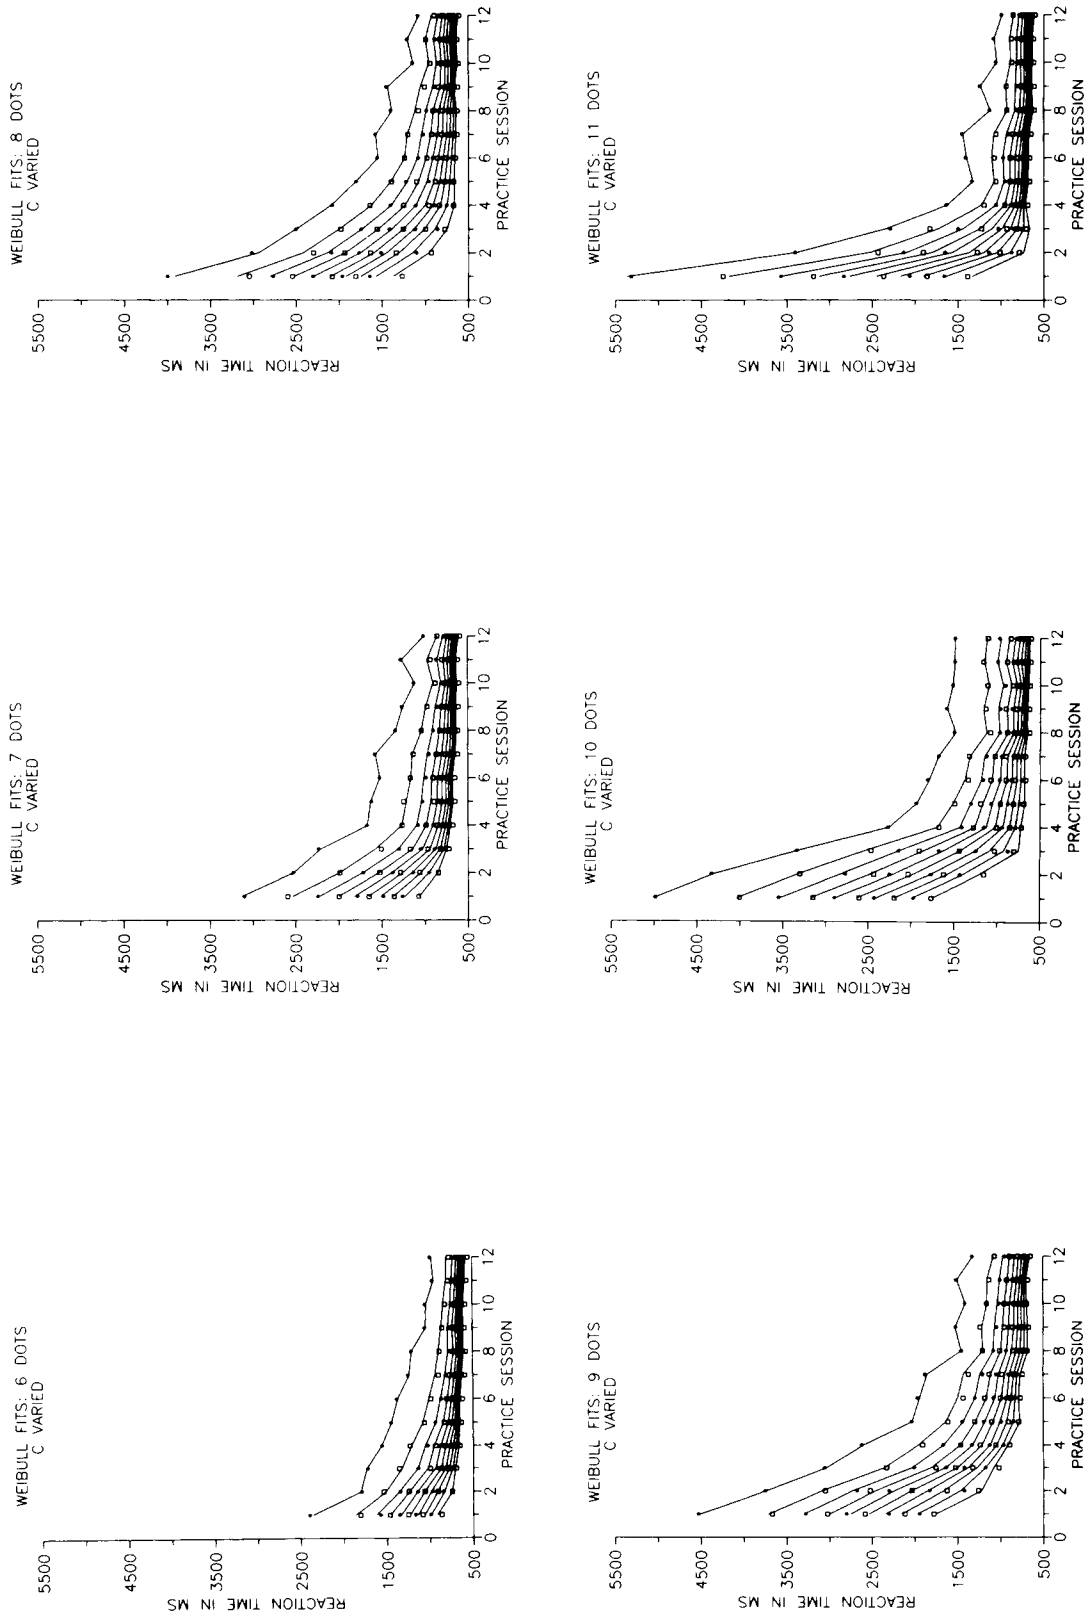 WEIBULL FITS: 6 DOTS
C VARIED
5500
4500
3500
2500
1500
500
REACTION TIME IN MS
0 2 4 6 8 10 12
PRACTICE SESSION
WEIBULL FITS: 7 DOTS
C VARIED
5500
4500
3500
2500
1500
500
REACTION TIME IN MS
0 2 4 6 8 10 12
PRACTICE SESSION
WEIBULL FITS: 8 DOTS
C VARIED
5500
4500
3500
2500
1500
500
REACTION TIME IN MS
0 2 4 6 8 10 12
PRACTICE SESSION
WEIBULL FITS: 9 DOTS
C VARIED
5500
4500
3500
2500
1500
500
REACTION TIME IN MS
0 2 4 6 8 10 12
PRACTICE SESSION
WEIBULL FITS: 10 DOTS
C VARIED
5500
4500
3500
2500
1500
500
REACTION TIME IN MS
0 2 4 6 8 10 12
PRACTICE SESSION
WEIBULL FITS: 11 DOTS
C VARIED
5500
4500
3500
2500
1500
500
REACTION TIME IN MS
0 2 4 6 8 10 12
PRACTICE SESSION